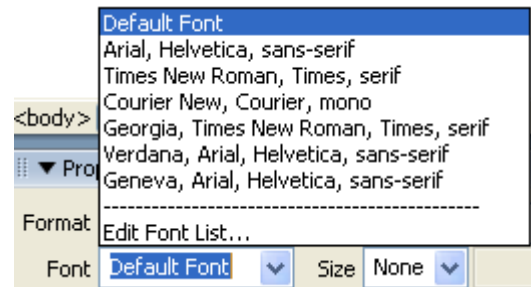 Default Font
Arial, Helvetica, sans-serif
Times New Roman, Times, serif
Courier New, Courier, mono
<body>
Georgia, Times New Roman, Times, serif
Verdana, Arial, Helvetica, sans-serif
Geneva, Arial, Helvetica, sans-serif
------------------------------------------------
Format
Edit Font List...
Font Default Font Size None